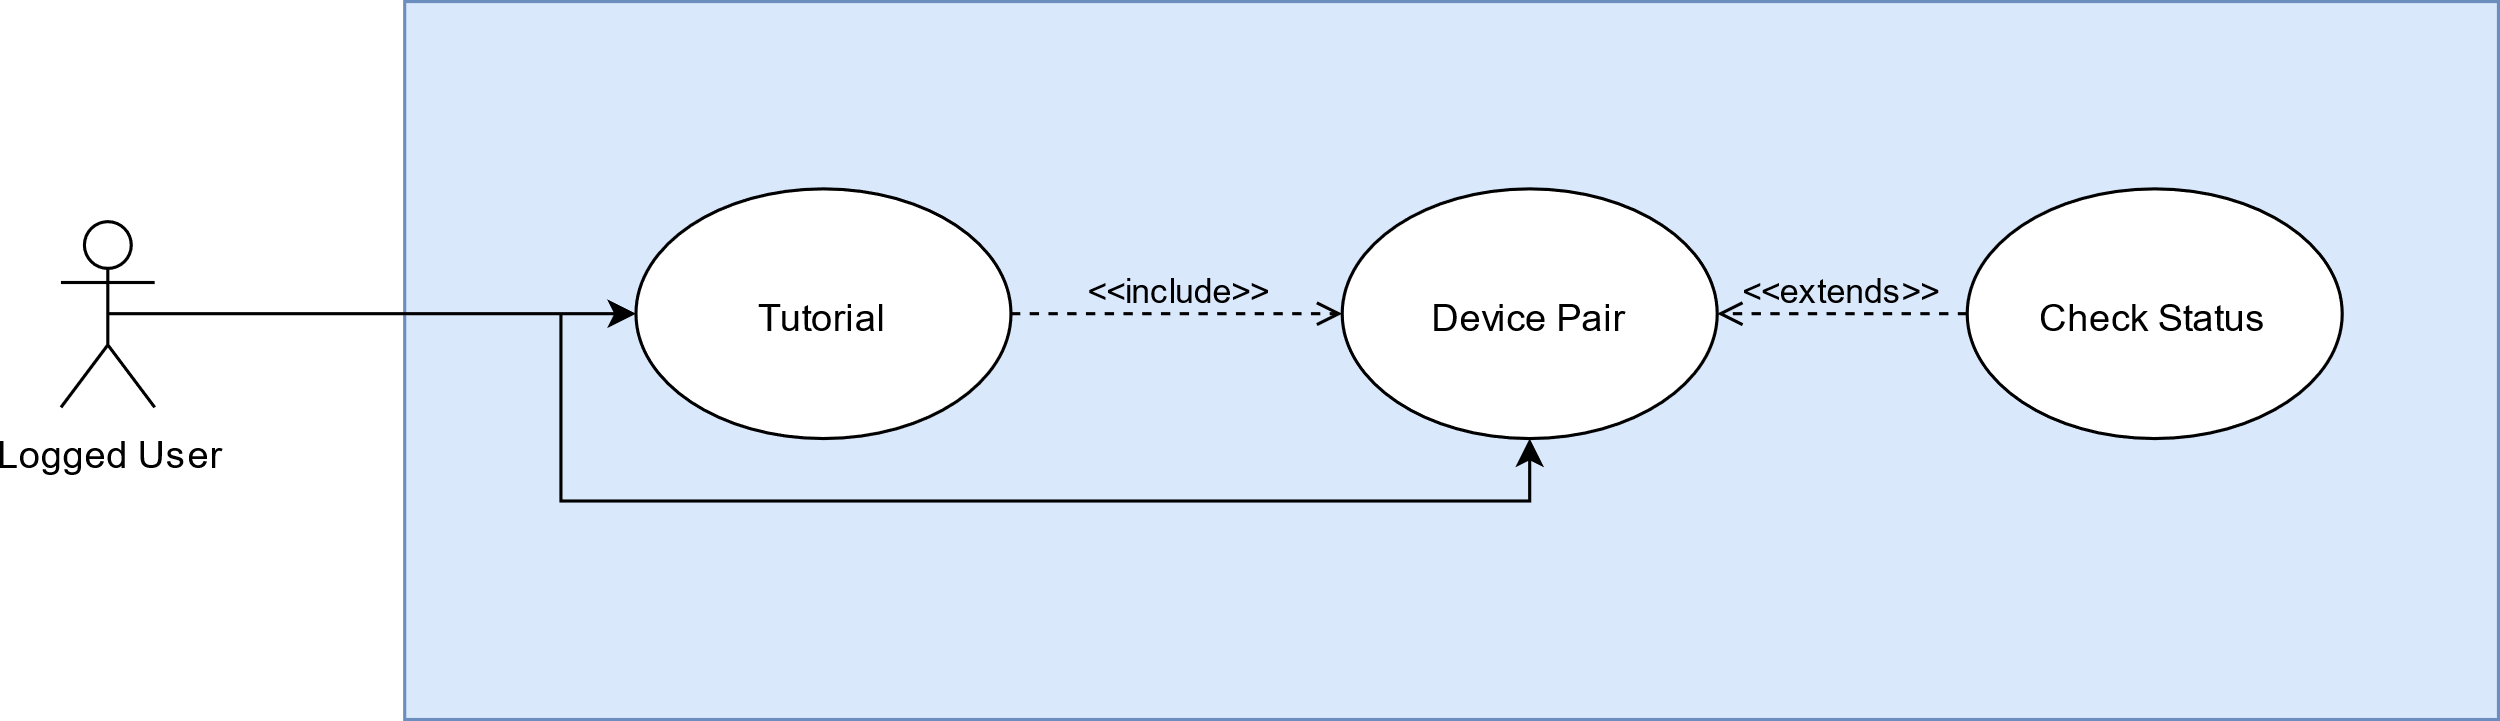 <<include>>
<<extends>>
Tutorial
Device Pair
Check Status
Logged User